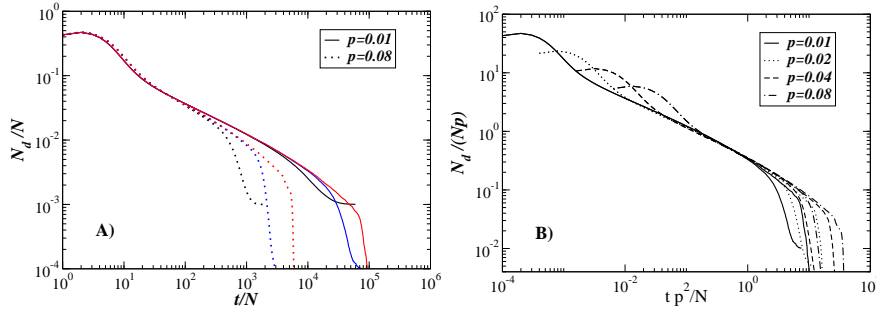 10^0
10^-1
10^-2
10^-3
10^-4
N_d/N
10^0 10^1 10^2 10^3 10^4 10^5 10^6
t/N
p=0.01
p=0.08
A)
10^2
10^1
10^0
10^-1
10^-2
N_d/(Np)
10^-4 10^-2 10^0 10
t p^2/N
p=0.01
p=0.02
p=0.04
p=0.08
B)